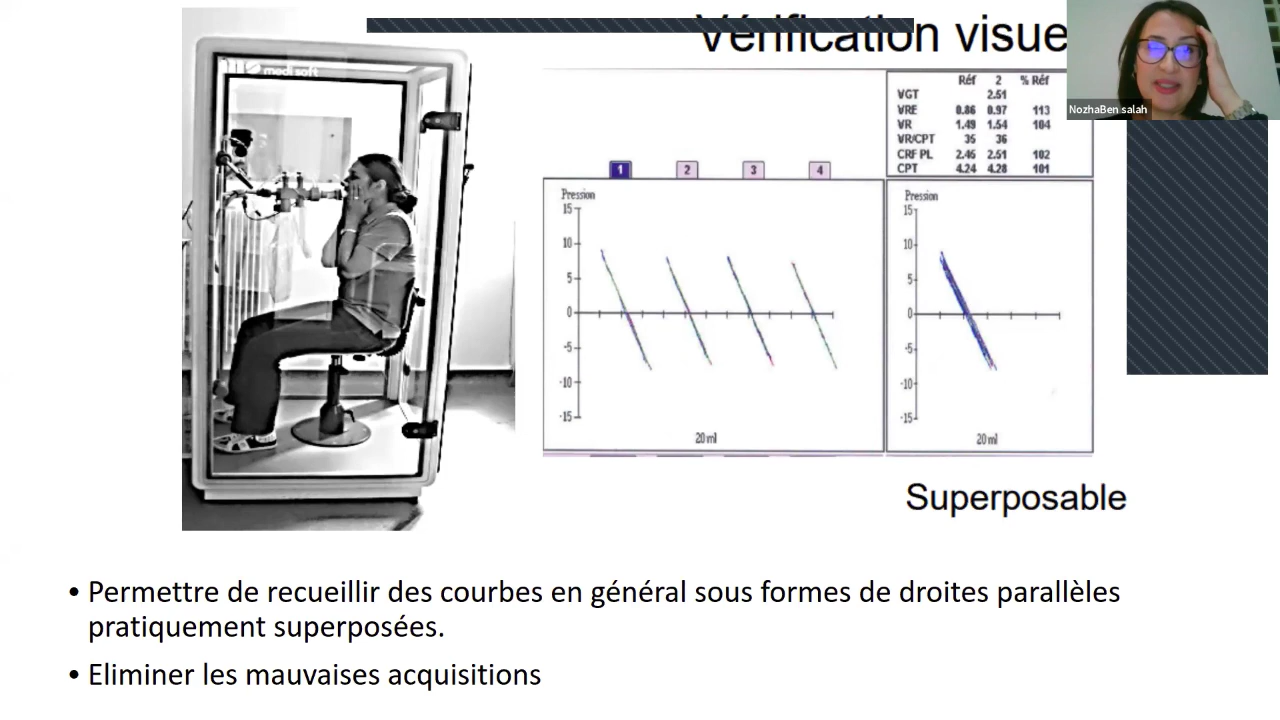 Vérification visue
medisoft
NozhaBen salah
Réf 2 % Réf
VGT 2.51
VRE 0.86 0.97 113
VR 1.49 1.54 104
VR/CPT 35 36
CRF PL 2.46 2.51 102
CPT 4.24 4.28 101
1 2 3 4
Pression
15
10
5
0
-5
-10
-15
20 ml
Pression
15
10
5
0
-5
-10
-15
20 ml
Superposable
• Permettre de recueillir des courbes en général sous formes de droites parallèles
pratiquement superposées.
• Eliminer les mauvaises acquisitions